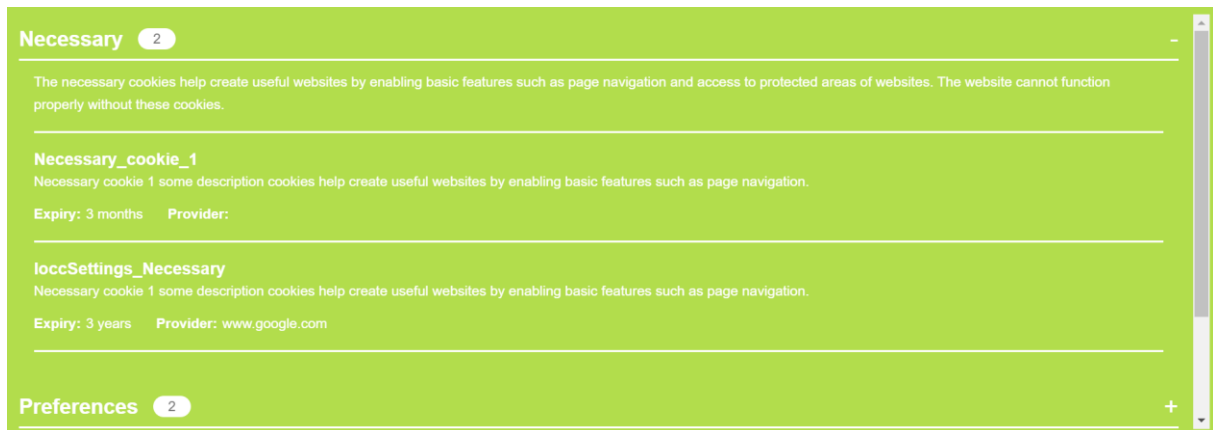 Necessary 2 -
The necessary cookies help create useful websites by enabling basic features such as page navigation and access to protected areas of websites. The website cannot function
properly without these cookies.
Necessary_cookie_1
Necessary cookie 1 some description cookies help create useful websites by enabling basic features such as page navigation.
Expiry: 3 months Provider:
IoccSettings_Necessary
Necessary cookie 1 some description cookies help create useful websites by enabling basic features such as page navigation.
Expiry: 3 years Provider: www.google.com
Preferences 2 +